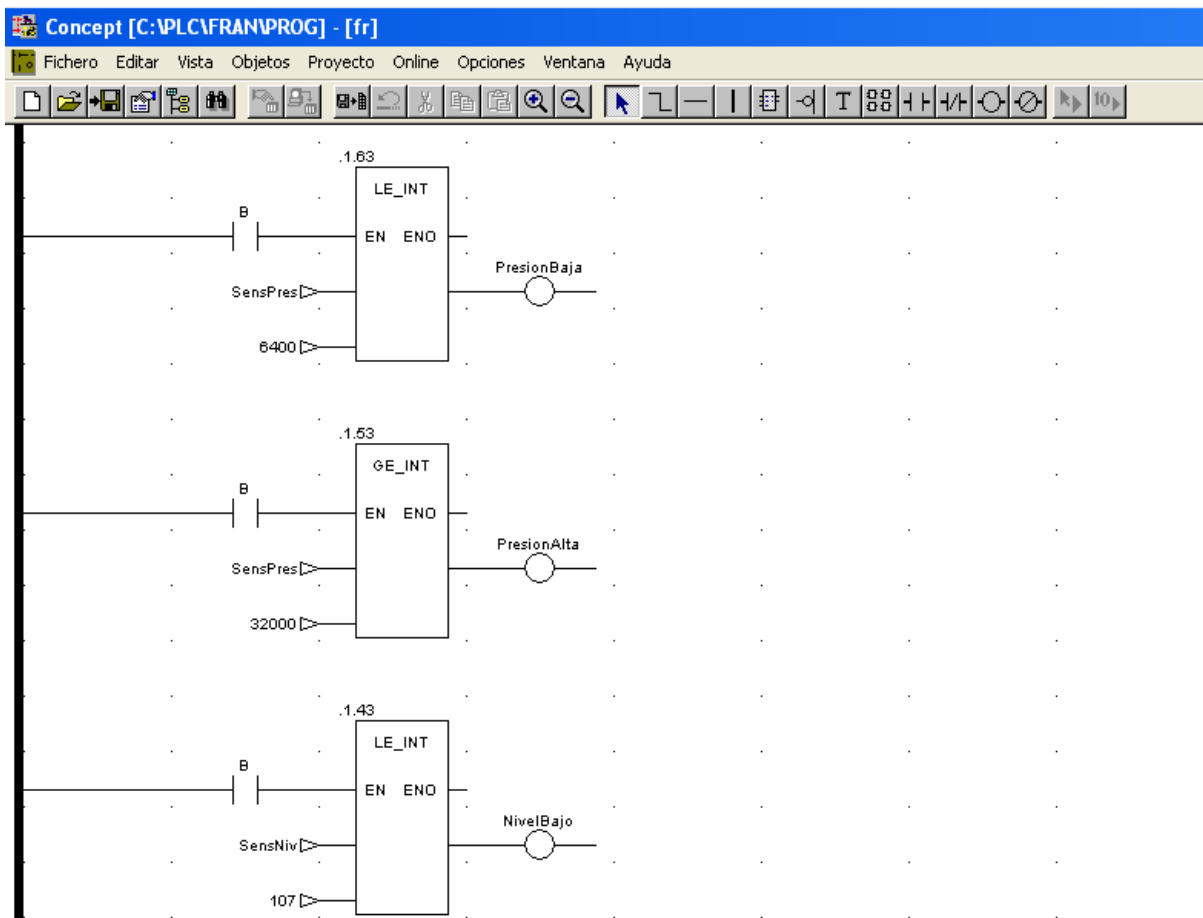 Concept [C:\PLC\FRAN\PROG] - [fr]
Fichero Editar Vista Objetos Proyecto Online Opciones Ventana Ayuda
T 10
.1.63
LE_INT
B
EN ENO
PresionBaja
SensPres
6400
.1.53
GE_INT
B
EN ENO
PresionAlta
SensPres
32000
.1.43
LE_INT
B
EN ENO
NivelBajo
SensNiv
107